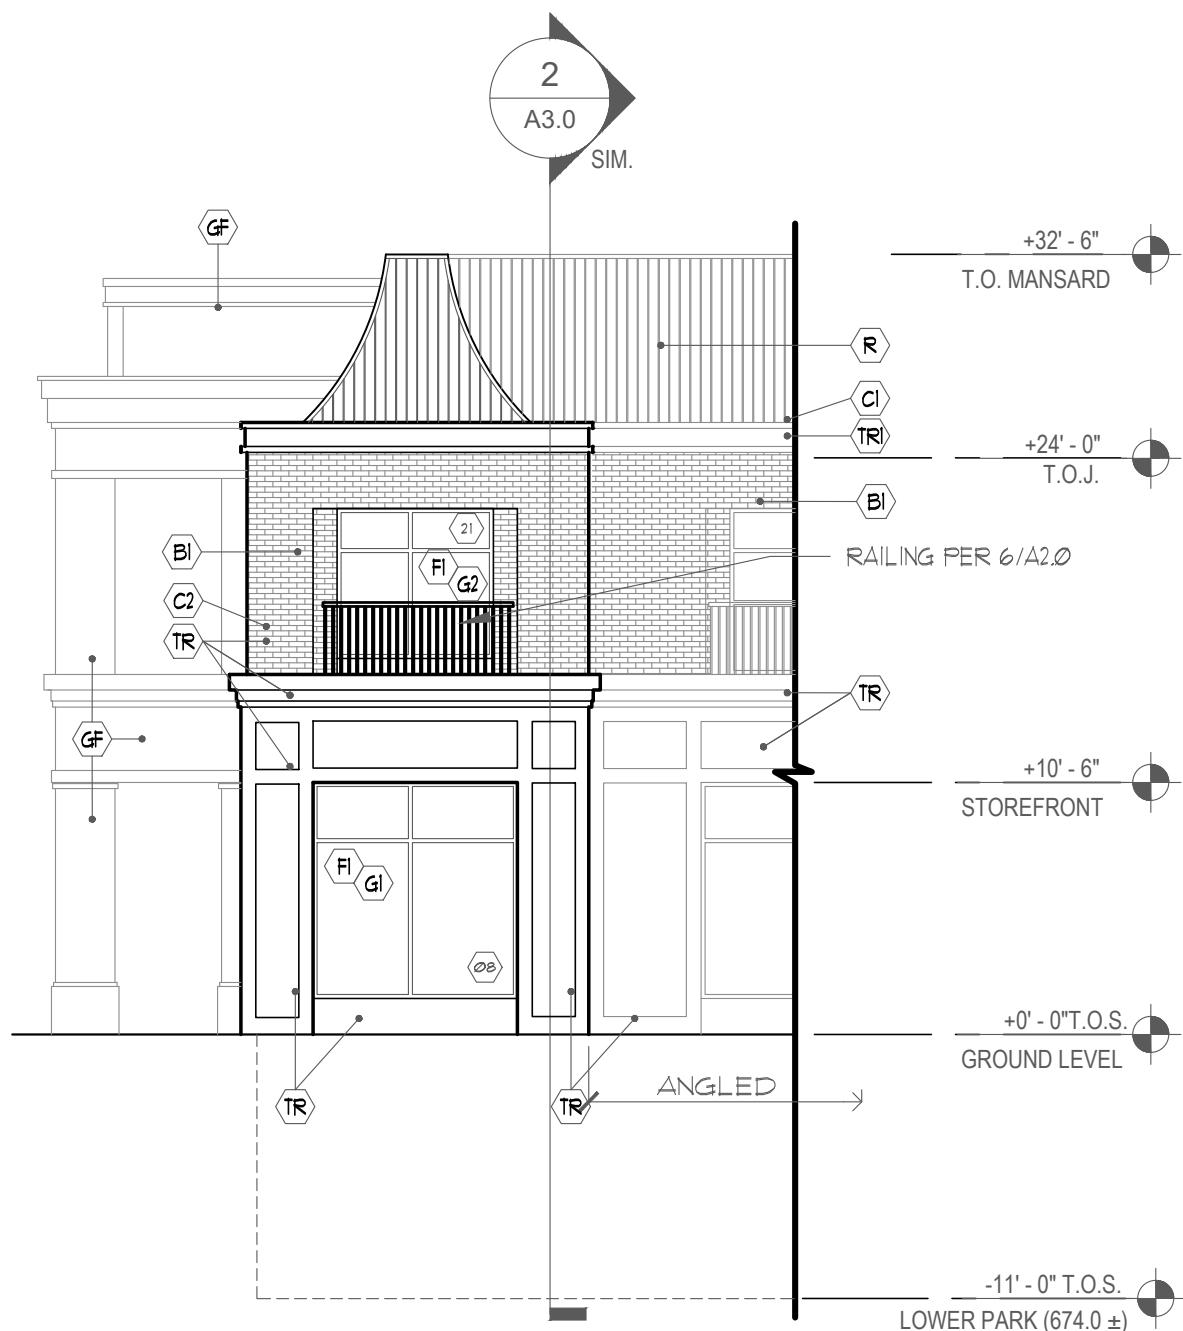 2
A3.0
SIM.
GF
+32' - 6"
T.O. MANSARD
R
C1
TR1
+24' - 0"
T.O.J.
B1
21
B1
F1
G2
RAILING PER 6/A2.0
C2
TR
TR
GF
+10' - 6"
STOREFRONT
F1
G1
08
+0' - 0"T.O.S.
GROUND LEVEL
TR
TR
ANGLED
-11' - 0" T.O.S.
LOWER PARK (674.0 ±)